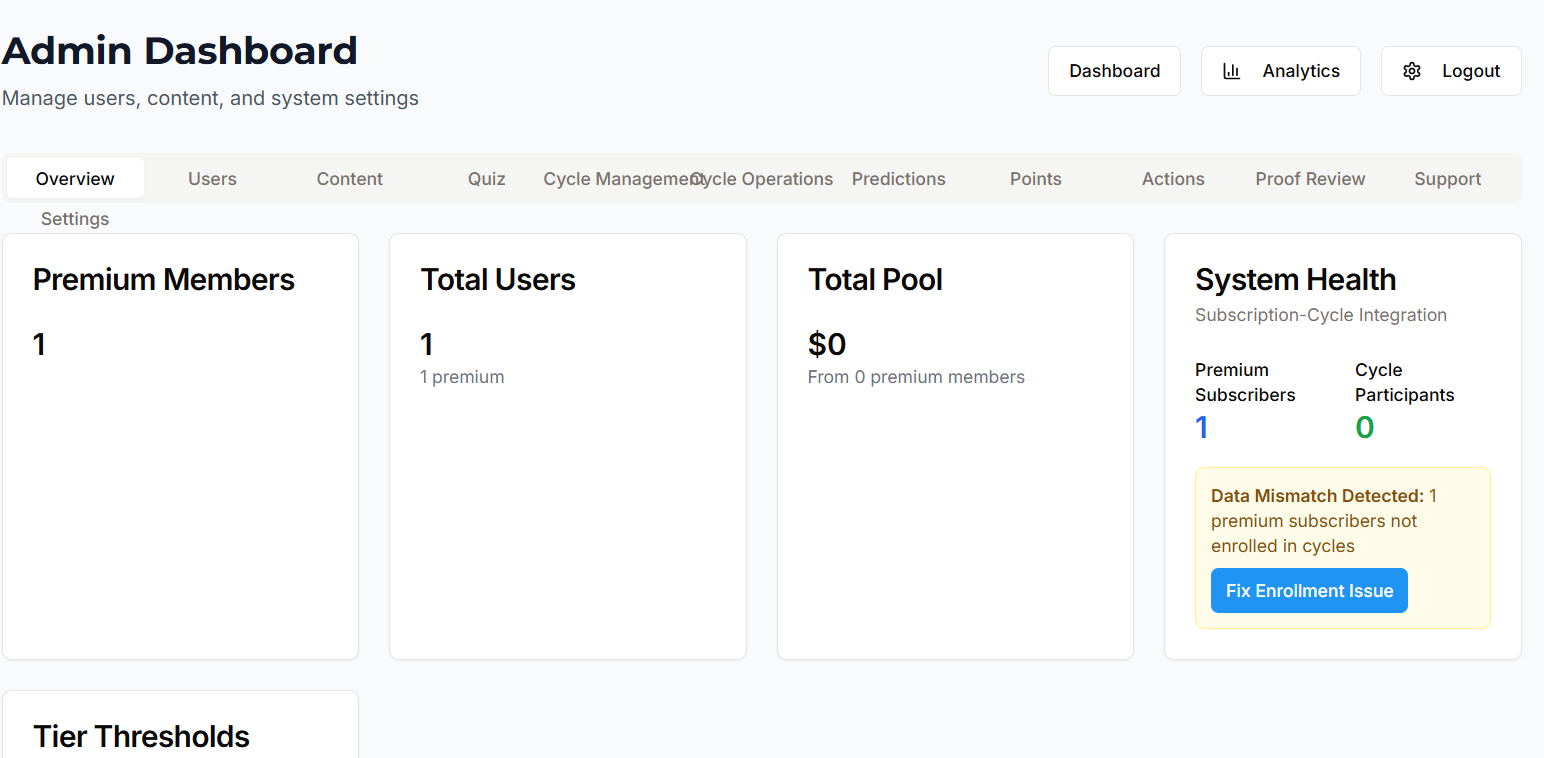 Admin Dashboard
Manage users, content, and system settings
Dashboard
Analytics
Logout
Overview
Users
Content
Quiz
Cycle Management
Cycle Operations
Predictions
Points
Actions
Proof Review
Support
Settings
Premium Members
1
Total Users
1
1 premium
Total Pool
$0
From 0 premium members
System Health
Subscription-Cycle Integration
Premium
Subscribers
1
Cycle
Participants
0
Data Mismatch Detected: 1
premium subscribers not
enrolled in cycles
Fix Enrollment Issue
Tier Thresholds